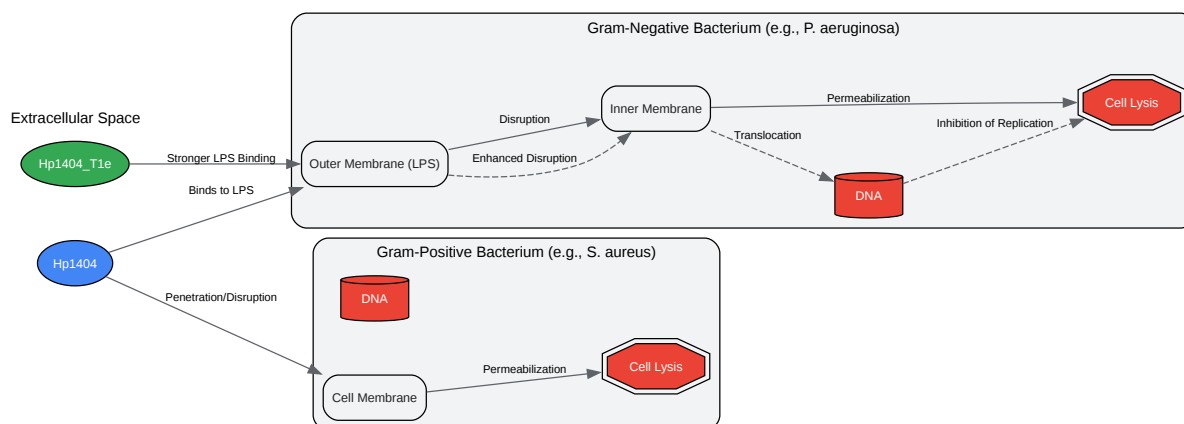 Gram-Negative Bacterium (e.g., P. aeruginosa)
Extracellular Space
Hp1404_T1e
Stronger LPS Binding
Outer Membrane (LPS)
Disruption
Enhanced Disruption
Inner Membrane
Permeabilization
Translocation
DNA
Inhibition of Replication
Cell Lysis
Hp1404
Binds to LPS
Penetration/Disruption
Gram-Positive Bacterium (e.g., S. aureus)
DNA
Cell Membrane
Permeabilization
Cell Lysis